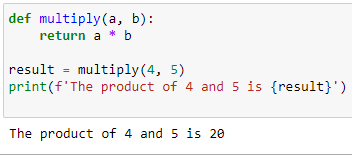 def multiply(a, b):
    return a * b
result = multiply(4, 5)
print(f'The product of 4 and 5 is {result}')
The product of 4 and 5 is 20